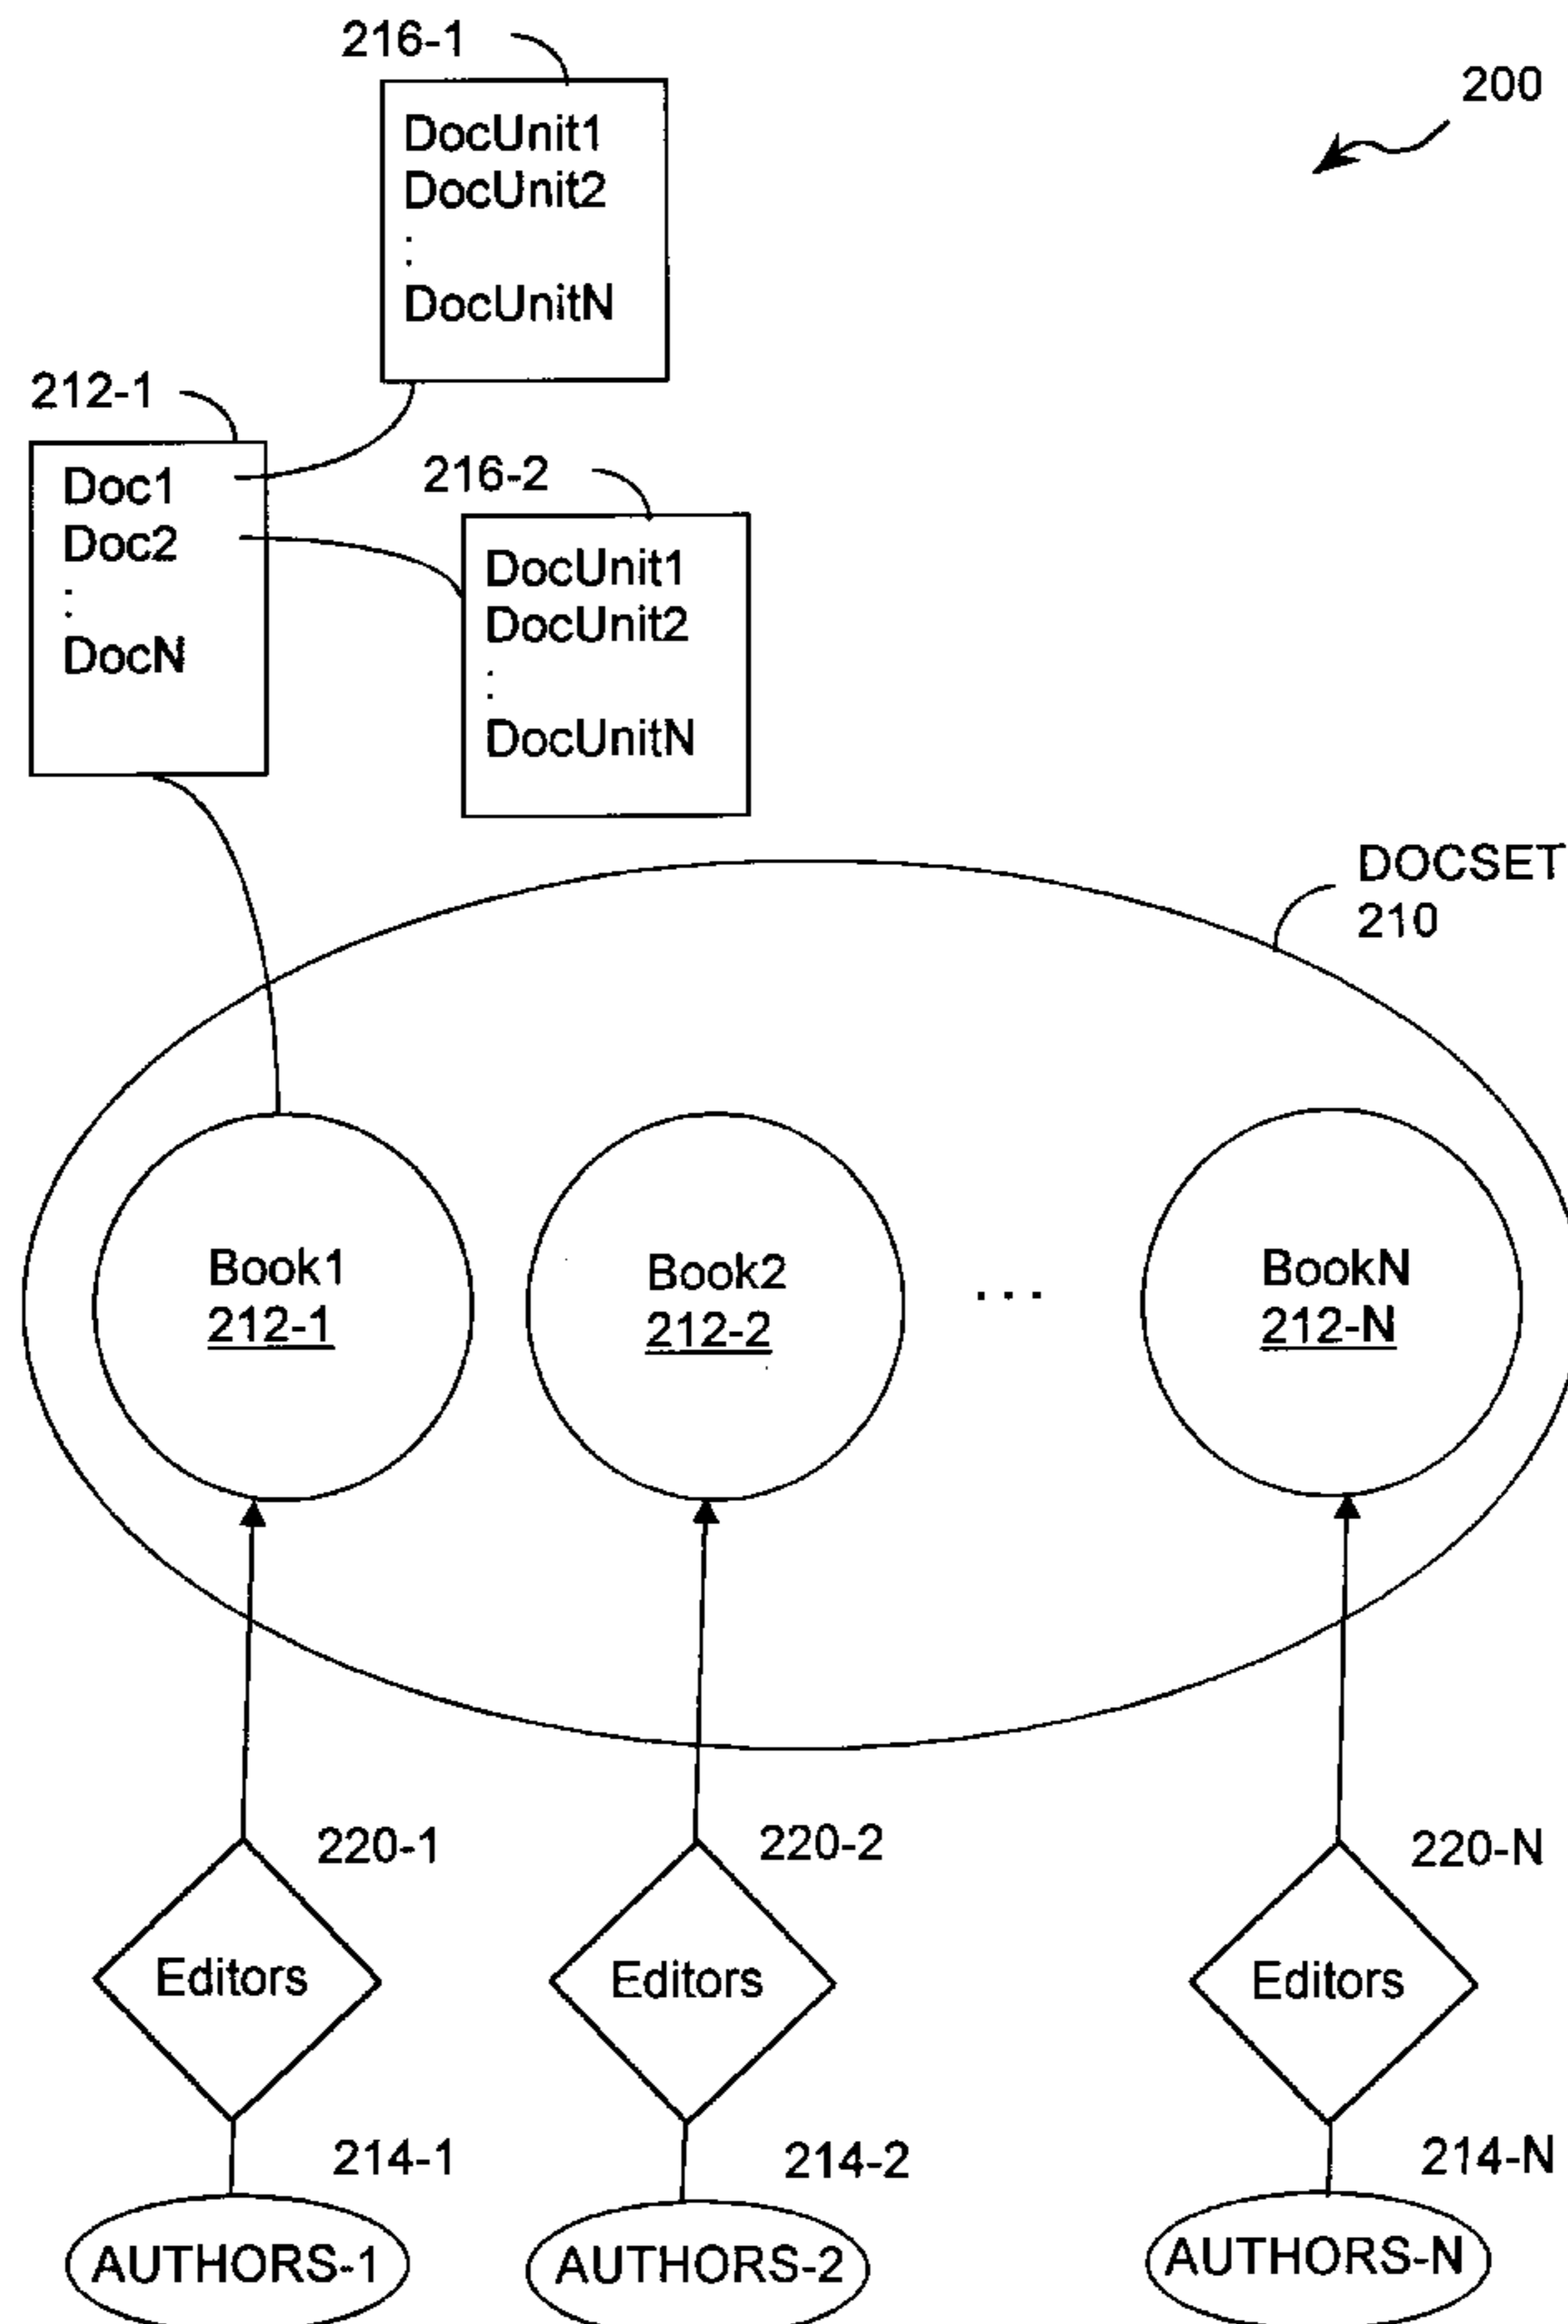 216-1
200
DocUnit1
DocUnit2
.
.
DocUnitN
212-1
Doc1
Doc2
.
.
DocN
216-2
DocUnit1
DocUnit2
.
.
DocUnitN
DOCSET
210
Book1
212-1
Book2
212-2
...
BookN
212-N
220-1
220-2
220-N
Editors
Editors
Editors
214-1
214-2
214-N
AUTHORS-1
AUTHORS-2
AUTHORS-N